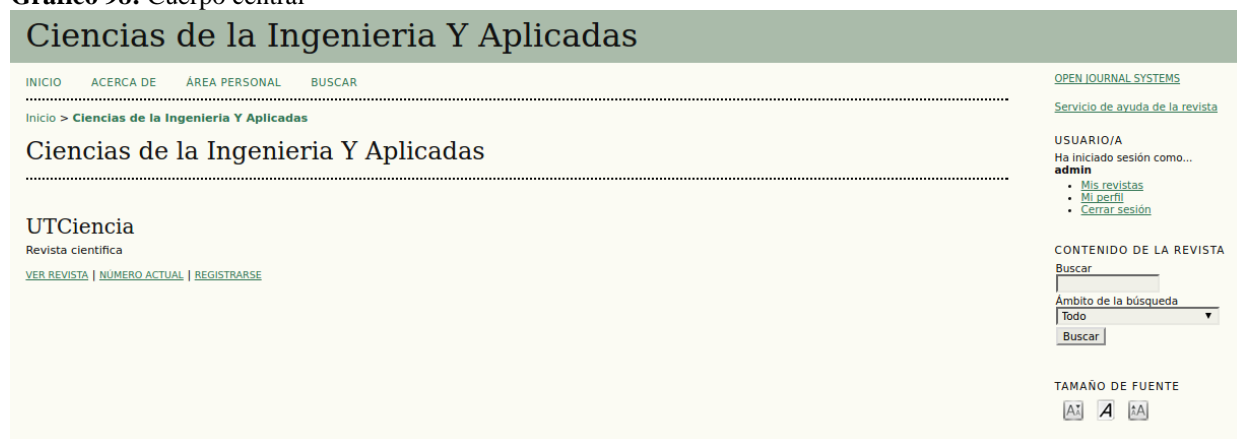 Gráfico 98: Cuerpo central
Ciencias de la Ingenieria Y Aplicadas
INICIO ACERCA DE ÁREA PERSONAL BUSCAR
Inicio > Ciencias de la Ingenieria Y Aplicadas
Ciencias de la Ingenieria Y Aplicadas
UTCiencia
Revista científica
VER REVISTA | NÚMERO ACTUAL | REGISTRARSE
OPEN JOURNAL SYSTEMS
Servicio de ayuda de la revista
USUARIO/A
Ha iniciado sesión como...
admin
Mis revistas
Mi perfil
Cerrar sesión
CONTENIDO DE LA REVISTA
Buscar
Ámbito de la búsqueda
Todo
Buscar
TAMAÑO DE FUENTE
A A A